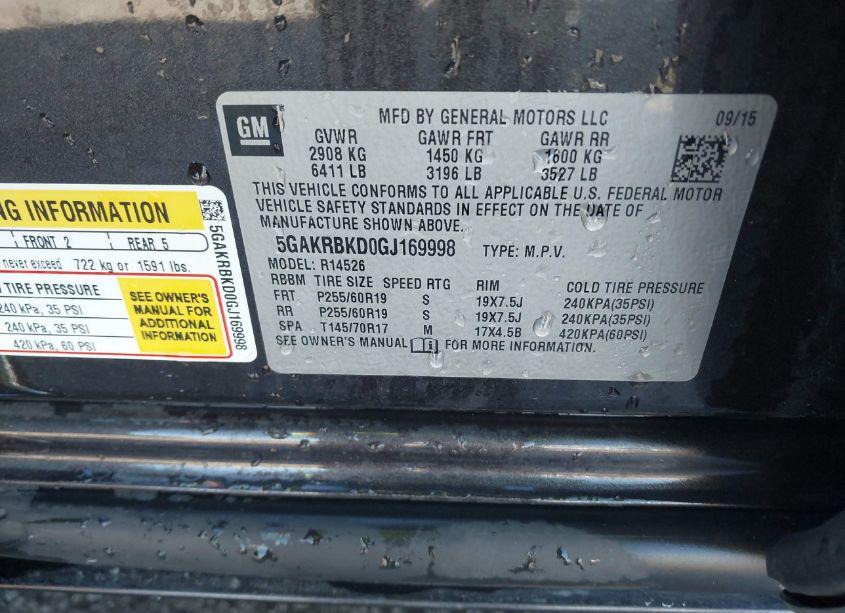 GM
MFD BY GENERAL MOTORS LLC
09/15
GVWR GAWR FRT GAWR RR
2908 KG 1450 KG 1600 KG
6411 LB 3196 LB 3527 LB
THIS VEHICLE CONFORMS TO ALL APPLICABLE U.S. FEDERAL MOTOR
VEHICLE SAFETY STANDARDS IN EFFECT ON THE DATE OF
MANUFACTURE SHOWN ABOVE.
5GAKRBKD0GJ169998 TYPE: M.P.V.
MODEL: R14526
RBBM TIRE SIZE SPEED RTG RIM COLD TIRE PRESSURE
FRT P255/60R19 S 19X7.5J 240KPA(35PSI)
RR P255/60R19 S 19X7.5J 240KPA(35PSI)
SPA T145/70R17 M 17X4.5B 420KPA(60PSI)
SEE OWNER'S MANUAL FOR MORE INFORMATION.
NG INFORMATION
FRONT 2 REAR 5
never exceed 722 kg or 1591 lbs.
TIRE PRESSURE
240 kPa, 35 PSI
240 kPa, 35 PSI
420 kPa, 60 PSI
SEE OWNER'S
MANUAL FOR
ADDITIONAL
INFORMATION
5GAKRBKD0GJ169998